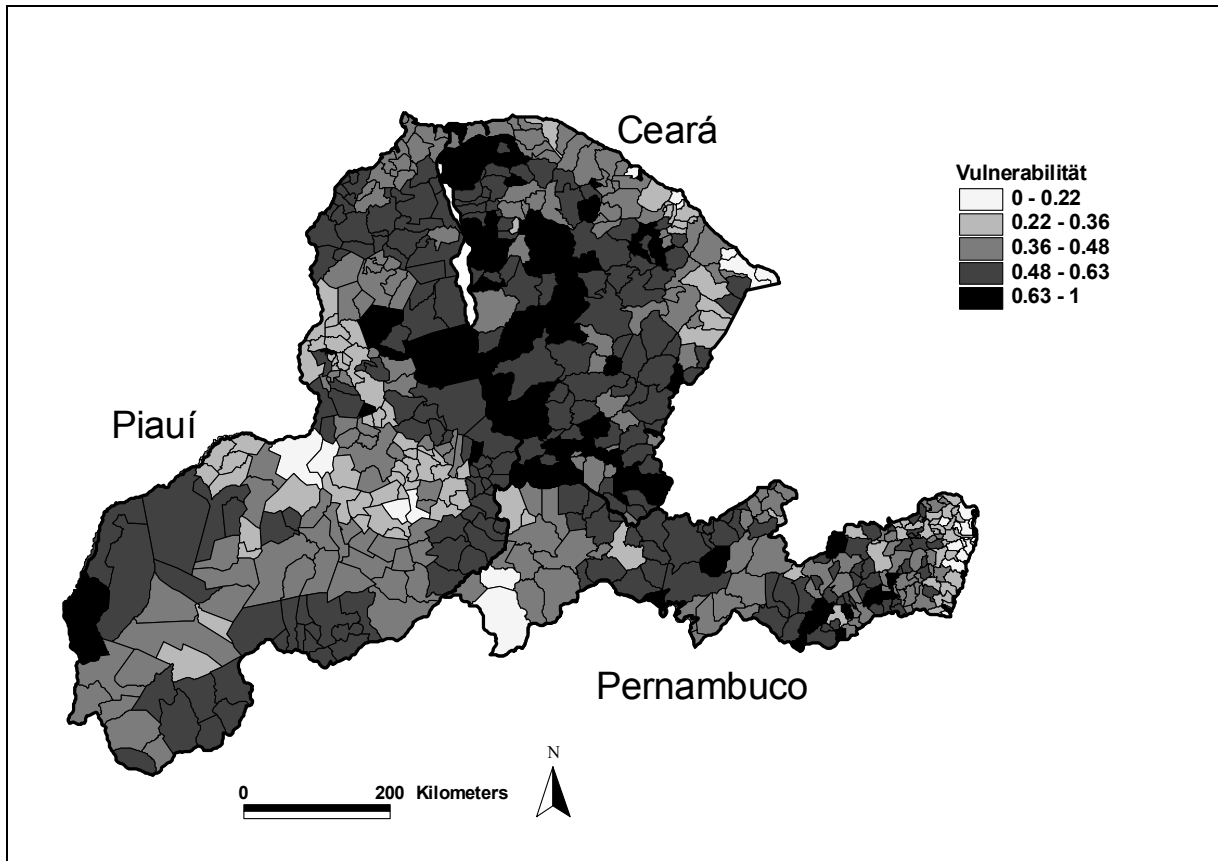 Ceará
Vulnerabilität
0 - 0.22
0.22 - 0.36
0.36 - 0.48
0.48 - 0.63
0.63 - 1
Piauí
Pernambuco
N
0 200 Kilometers